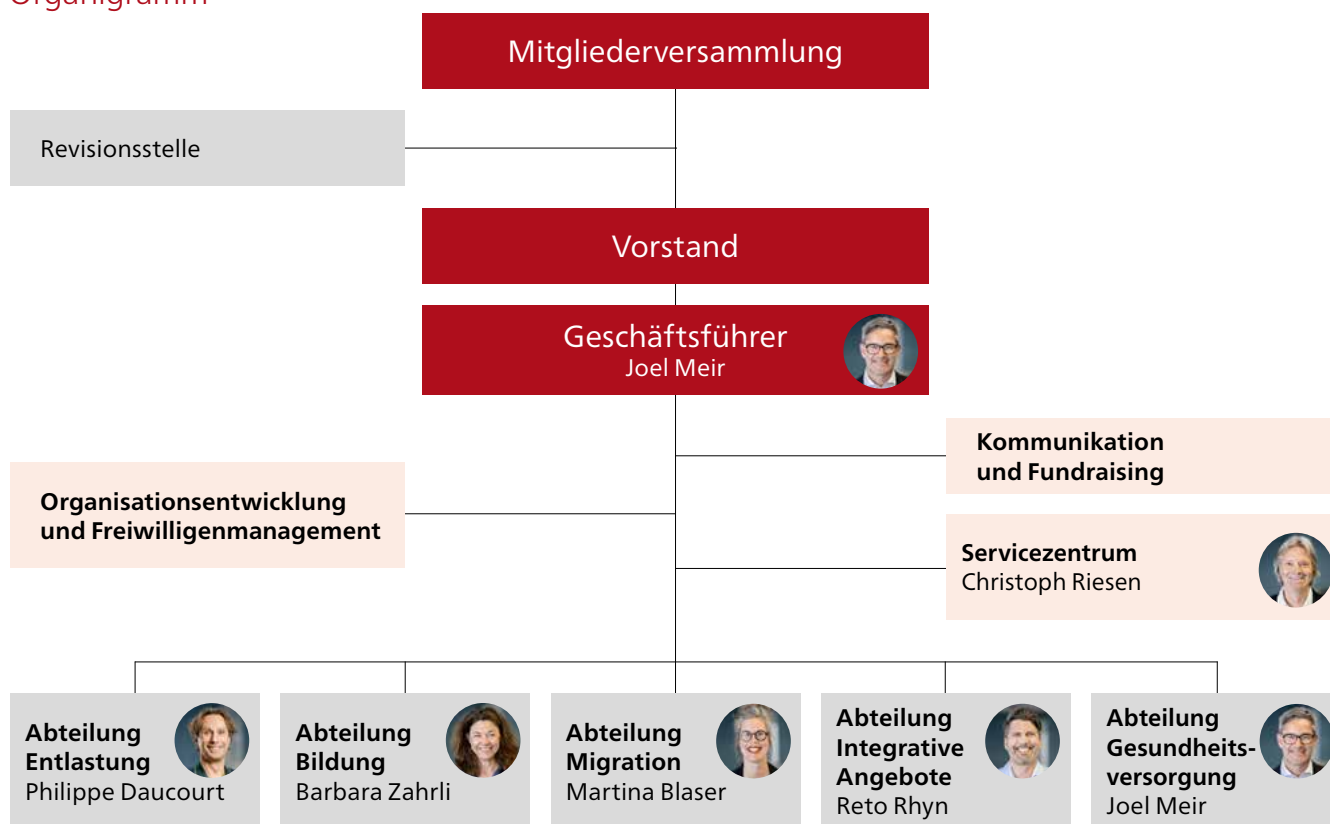 Organigramm
Mitgliederversammlung
Revisionsstelle
Vorstand
Geschäftsführer
Joel Meir
Kommunikation
und Fundraising
Organisationsentwicklung
und Freiwilligenmanagement
Servicezentrum
Christoph Riesen
Abteilung
Entlastung
Philippe Daucourt
Abteilung
Bildung
Barbara Zahrli
Abteilung
Migration
Martina Blaser
Abteilung
Integrative
Angebote
Reto Rhyn
Abteilung
Gesundheits-
versorgung
Joel Meir